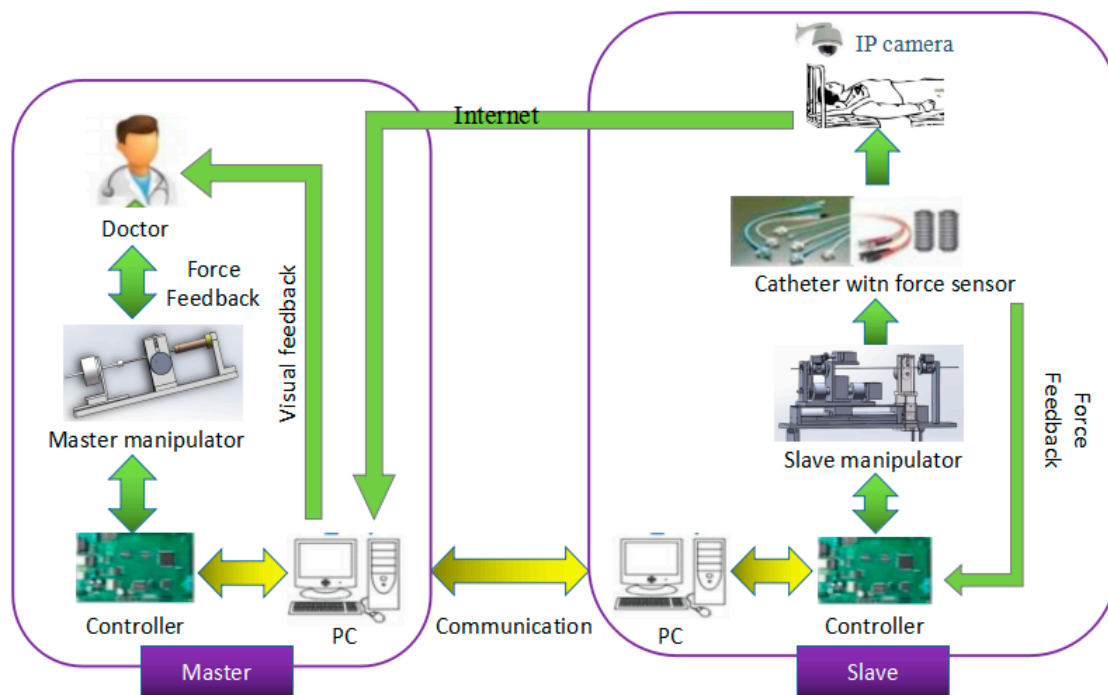 IP camera
Internet
Doctor
Force
Feedback
Visual feedback
Catheter witn force sensor
Master manipulator
Slave manipulator
Force
Feedback
Controller
PC
Communication
PC
Controller
Master
Slave